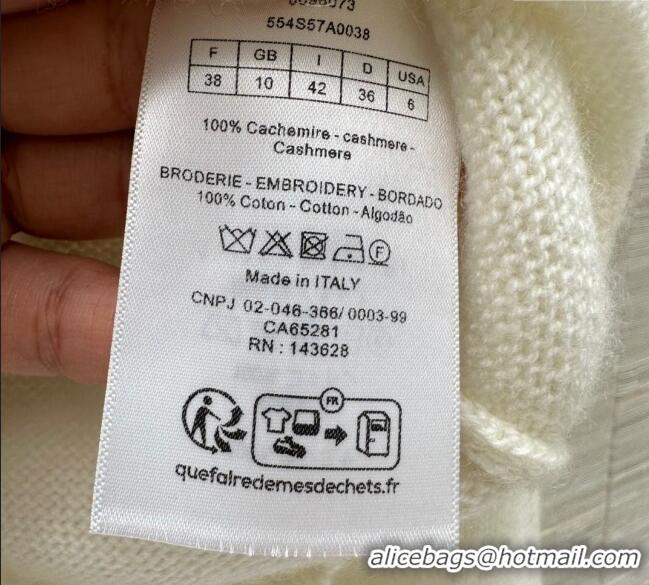 554S57A0038
F GB I D USA
38 10 42 36 6
100% Cachemire - cashmere -
Cashmere
BRODERIE - EMBROIDERY - BORDADO
100% Coton - Cotton - Algodão
F
Made in ITALY
CNPJ 02-046-366/ 0003-99
CA65281
RN : 143628
FR
quefairedemesdechets.fr
alicebags@hotmail.com